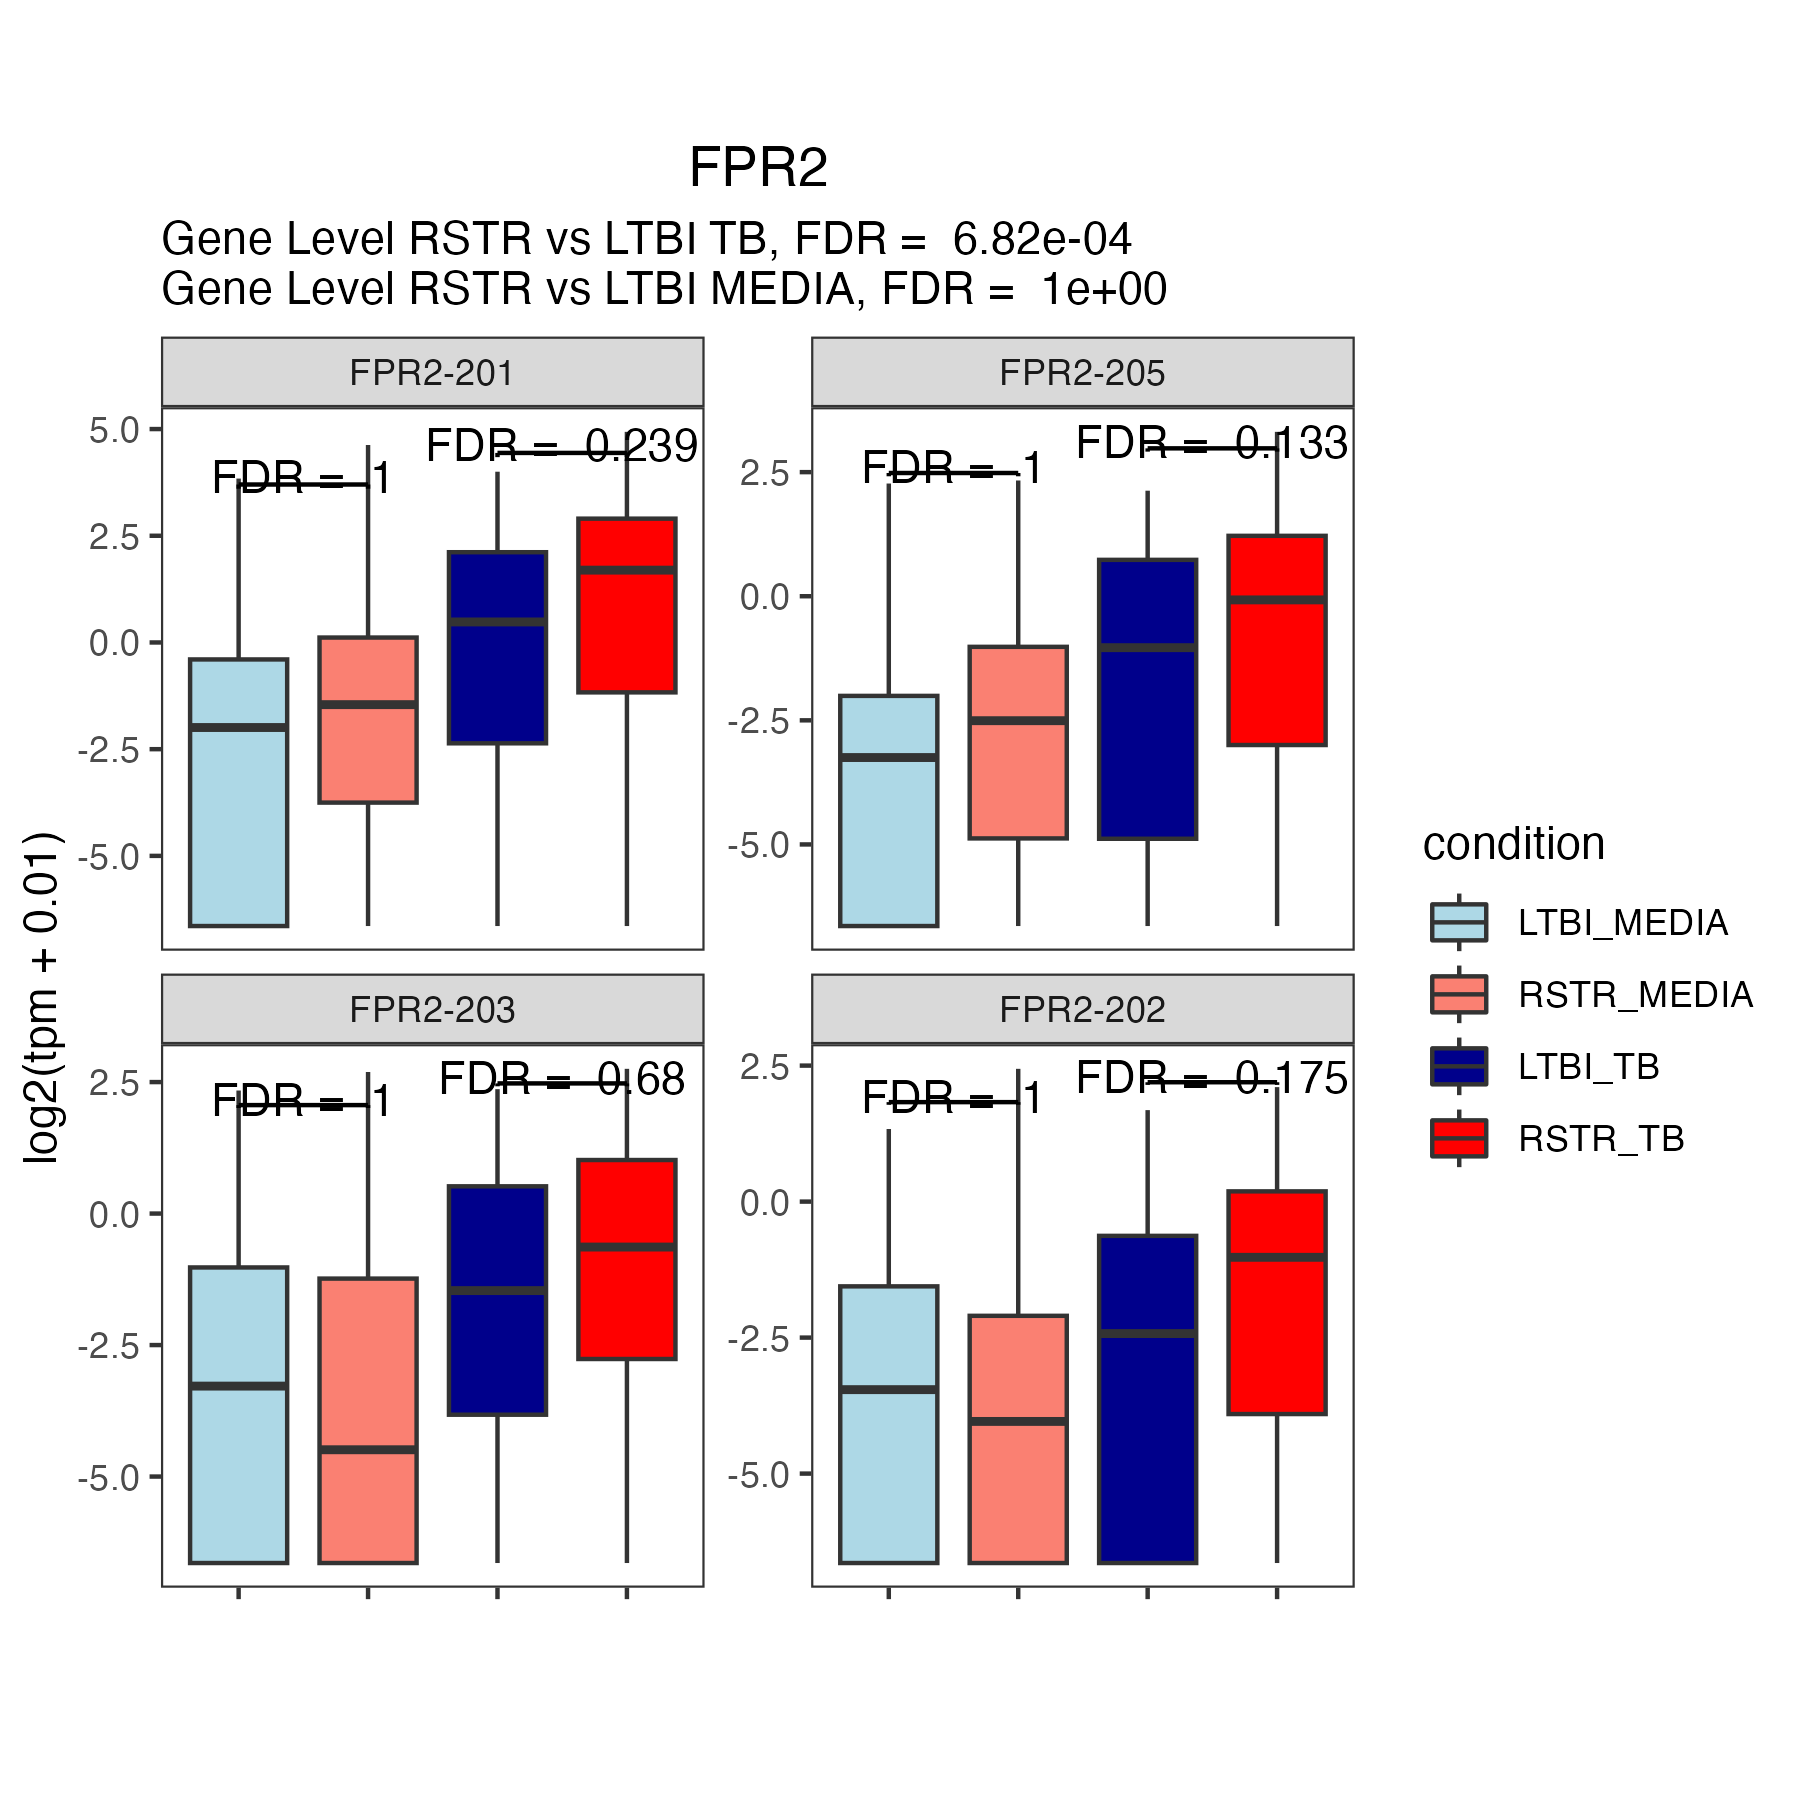 FPR2
Gene Level RSTR vs LTBI TB, FDR = 6.82e-04
Gene Level RSTR vs LTBI MEDIA, FDR = 1e+00
FPR2-201
FPR2-205
5.0
2.5
0.0
-2.5
-5.0
FDR = 1
FDR = 0.239
2.5
0.0
-2.5
-5.0
FDR = 1
FDR = 0.133
FPR2-203
FPR2-202
2.5
0.0
-2.5
-5.0
FDR = 1
FDR = 0.68
2.5
0.0
-2.5
-5.0
FDR = 1
FDR = 0.175
log2(tpm + 0.01)
condition
LTBI_MEDIA
RSTR_MEDIA
LTBI_TB
RSTR_TB